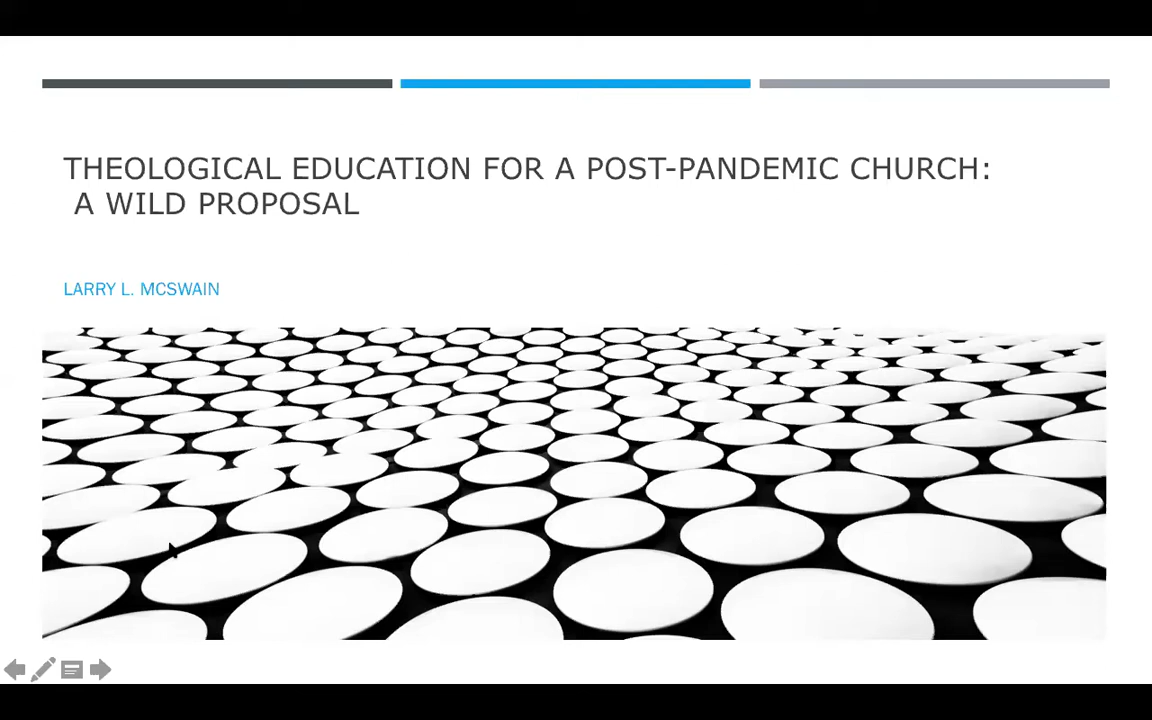 THEOLOGICAL EDUCATION FOR A POST-PANDEMIC CHURCH:
A WILD PROPOSAL
LARRY L. MCSWAIN